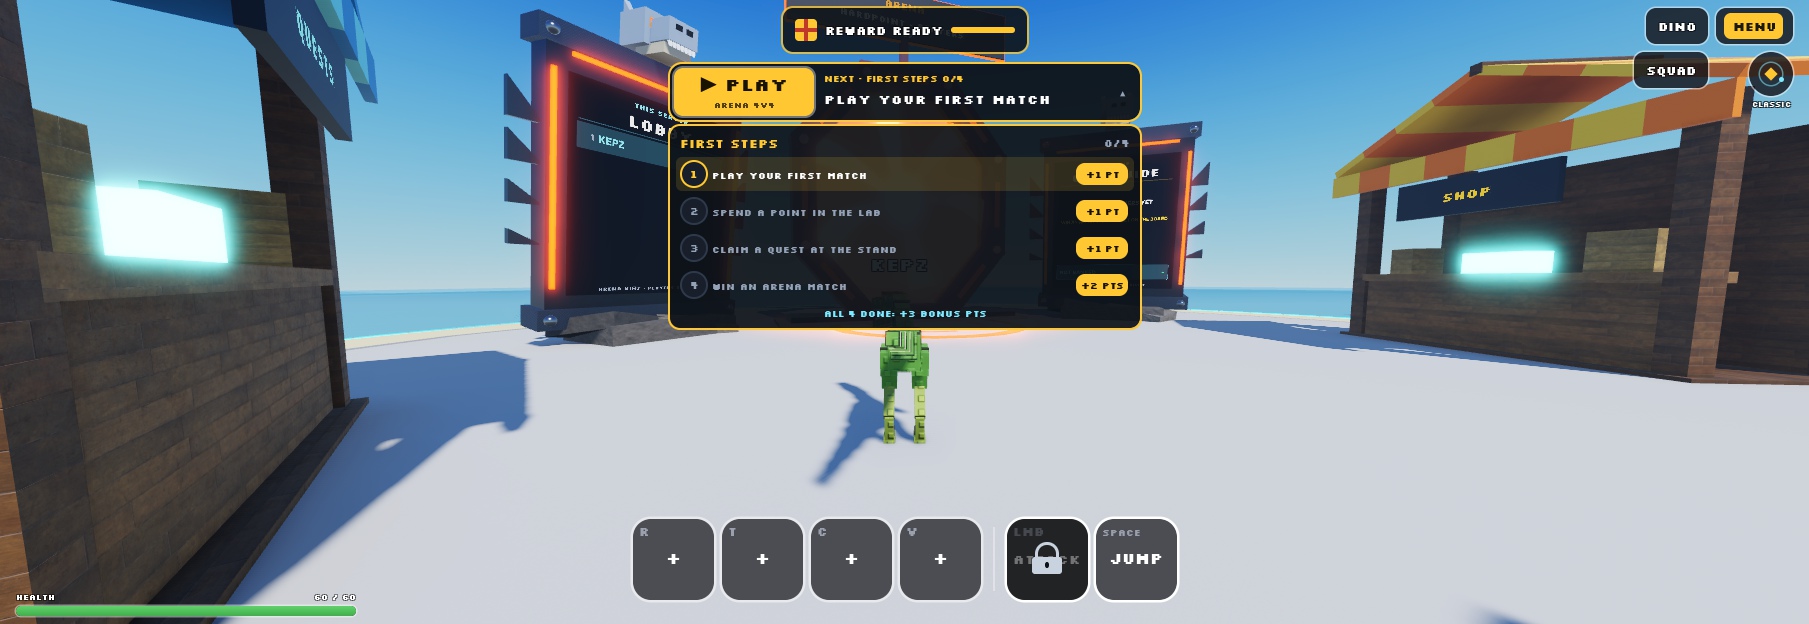 QUESTS
REWARD READY
DINO
MENU
SQUAD
CLASSIC
▶ PLAY
ARENA 4V4
NEXT · FIRST STEPS 0/4
PLAY YOUR FIRST MATCH
FIRST STEPS
0/4
1 PLAY YOUR FIRST MATCH +1 PT
2 SPEND A POINT IN THE LAB +1 PT
3 CLAIM A QUEST AT THE STAND +1 PT
4 WIN AN ARENA MATCH +2 PTS
ALL 4 DONE: +3 BONUS PTS
1 KEPZ
KEPZ
SHOP
R
+
T
+
C
+
V
+
LMB
ATTACK
SPACE
JUMP
HEALTH
60 / 60